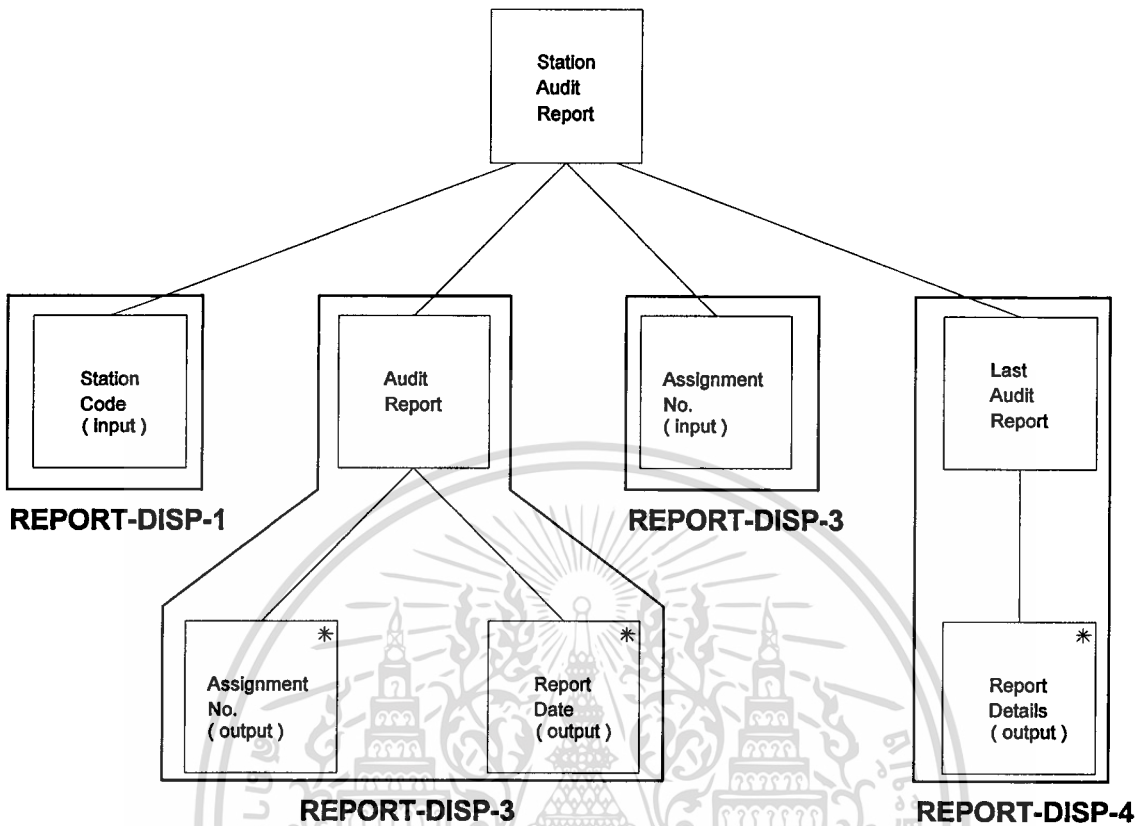 Station
Audit
Report
Station
Code
( input )
Audit
Report
Assignment
No.
( input )
Last
Audit
Report
REPORT-DISP-1
REPORT-DISP-3
*
Assignment
No.
( output )
*
Report
Date
( output )
*
Report
Details
( output )
REPORT-DISP-3
REPORT-DISP-4